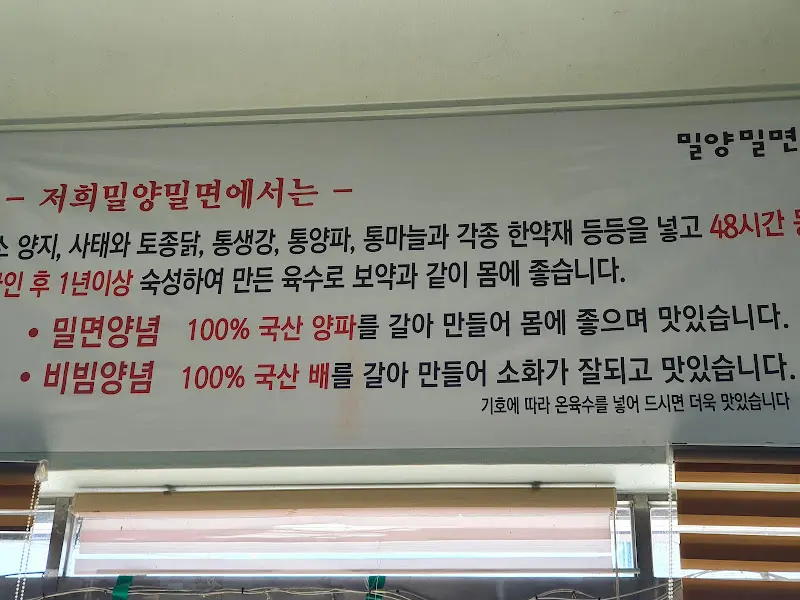 밀양밀면
- 저희밀양밀면에서는 -
소 양지, 사태와 토종닭, 통생강, 통양파, 통마늘과 각종 한약재 등등을 넣고 48시간
후 1년이상 숙성하여 만든 육수로 보약과 같이 몸에 좋습니다.
• 밀면양념 100% 국산 양파를 갈아 만들어 몸에 좋으며 맛있습니다.
• 비빔양념 100% 국산 배를 갈아 만들어 소화가 잘되고 맛있습니다.
기호에 따라 온육수를 넣어 드시면 더욱 맛있습니다